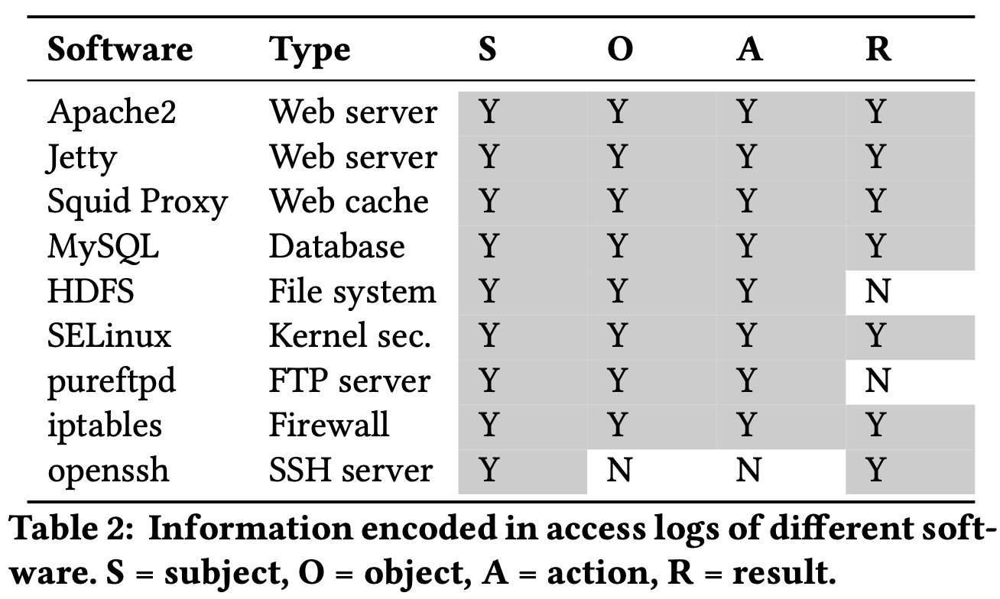 Software Type S O A R
Apache2 Web server Y Y Y Y
Jetty Web server Y Y Y Y
Squid Proxy Web cache Y Y Y Y
MySQL Database Y Y Y Y
HDFS File system Y Y Y N
SELinux Kernel sec. Y Y Y Y
pureftpd FTP server Y Y Y N
iptables Firewall Y Y Y Y
openssh SSH server Y N N Y
Table 2: Information encoded in access logs of different soft-
ware. S = subject, O = object, A = action, R = result.